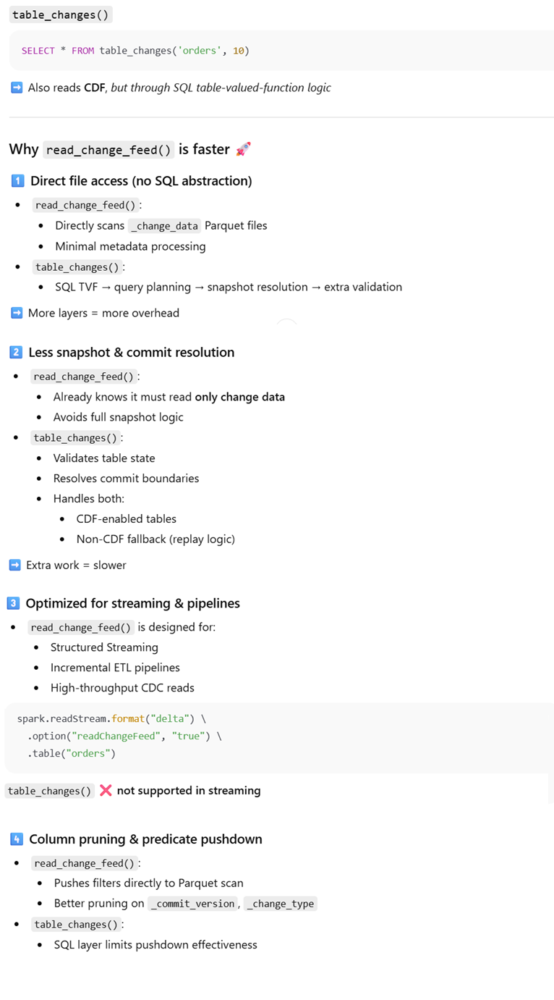 table_changes()
SELECT * FROM table_changes('orders', 10)
➡️ Also reads CDF, but through SQL table-valued-function logic
Why read_change_feed() is faster 🚀
1️⃣ Direct file access (no SQL abstraction)
• read_change_feed():
• Directly scans _change_data Parquet files
• Minimal metadata processing
• table_changes():
• SQL TVF → query planning → snapshot resolution → extra validation
➡️ More layers = more overhead
2️⃣ Less snapshot & commit resolution
• read_change_feed():
• Already knows it must read only change data
• Avoids full snapshot logic
• table_changes():
• Validates table state
• Resolves commit boundaries
• Handles both:
• CDF-enabled tables
• Non-CDF fallback (replay logic)
➡️ Extra work = slower
3️⃣ Optimized for streaming & pipelines
• read_change_feed() is designed for:
• Structured Streaming
• Incremental ETL pipelines
• High-throughput CDC reads
spark.readStream.format("delta") \
.option("readChangeFeed", "true") \
.table("orders")
table_changes() ❌ not supported in streaming
4️⃣ Column pruning & predicate pushdown
• read_change_feed():
• Pushes filters directly to Parquet scan
• Better pruning on _commit_version, _change_type
• table_changes():
• SQL layer limits pushdown effectiveness